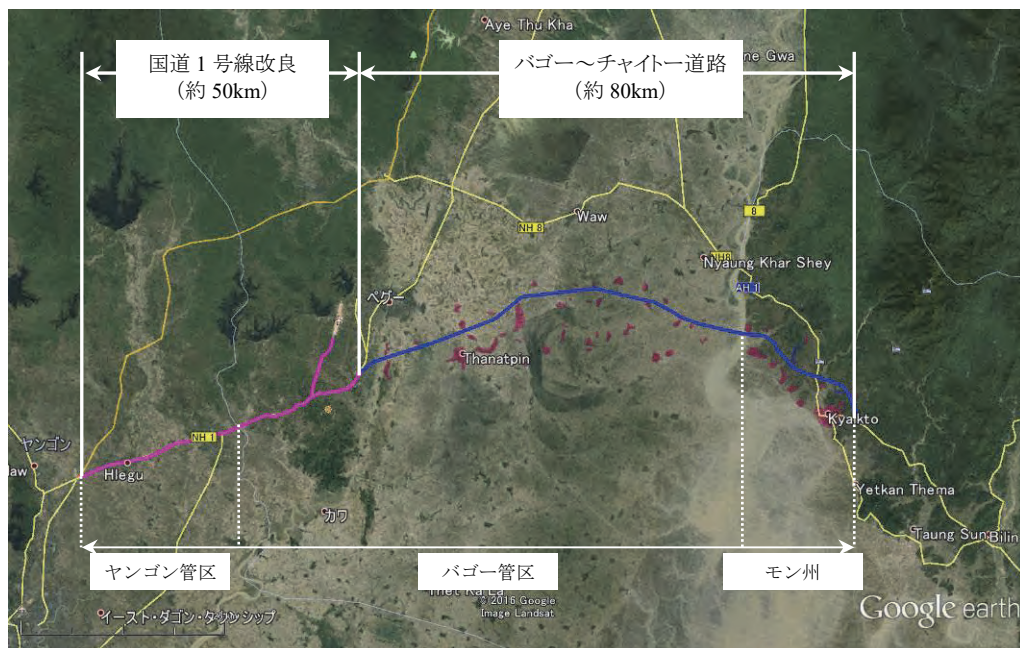 Aye Thu Kha
国道 1 号線改良
(約 50km)
バゴー～チャイトー道路
(約 80km)
ne Gwa
8
Waw
NH 8
NH8
Nyaung Khar Shey
AH 1
ペグー
Thanatpin
Kyaikto
NH 1
ヤンゴン
law
Hlegu
カワ
Yetkan Thema
Taung Sun
Bilin
ヤンゴン管区
バゴー管区
モン州
© 2016 Google
Image Landsat
Google earth
イースト・ダゴン・タウンシップ